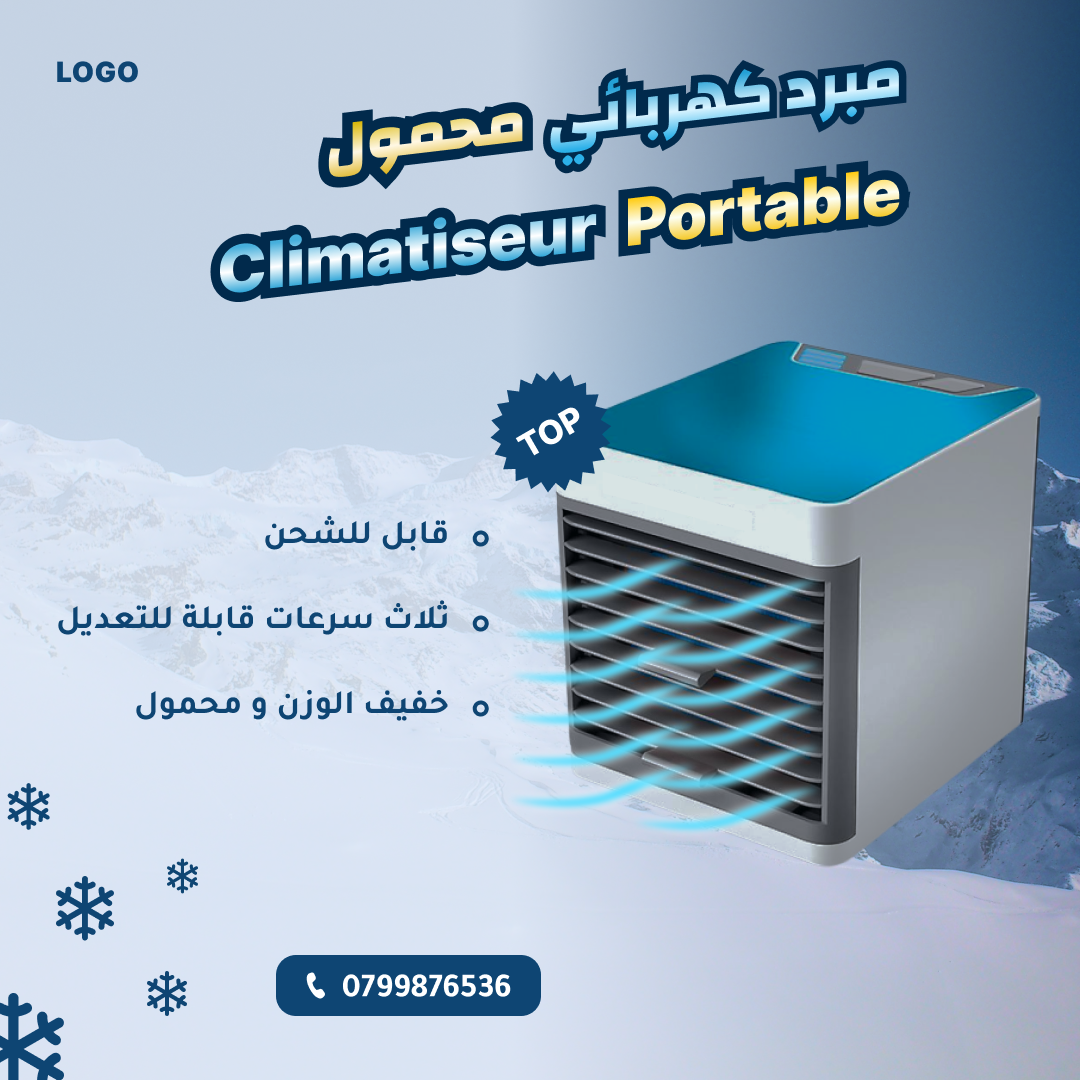 LOGO
مبرد كهربائي محمول
Climatiseur Portable
TOP
قابل للشحن
ثلاث سرعات قابلة للتعديل
خفيف الوزن و محمول
0799876536